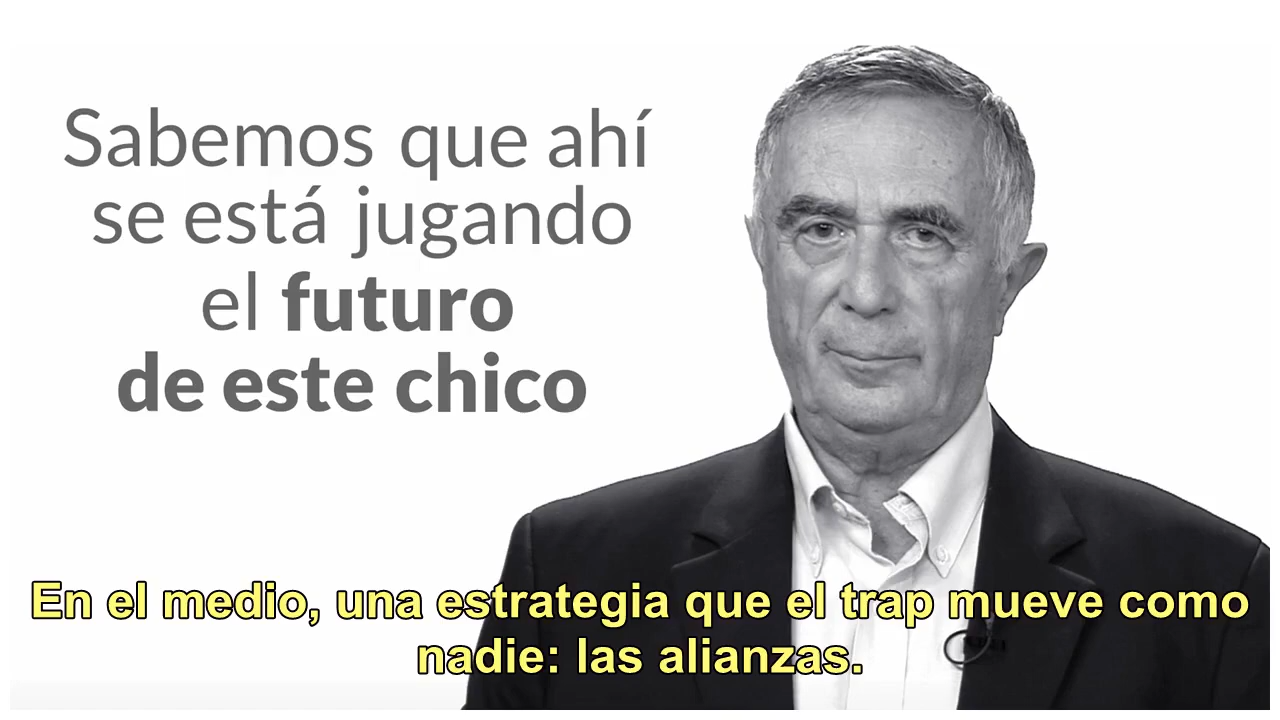 Sabemos que ahí
se está jugando
el futuro
de este chico
En el medio, una estrategia que el trap mueve como
nadie: las alianzas.